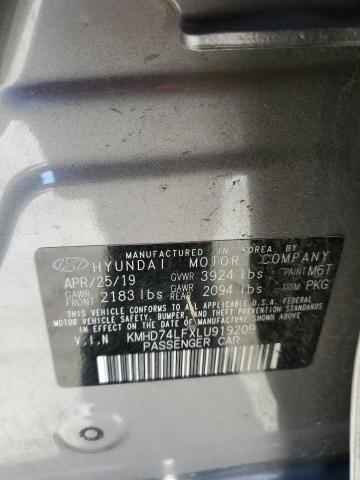 MANUFACTURED IN KOREA BY
HYUNDAI MOTOR COMPANY
APR/25/19 GVWR 3924 lbs PAINT M6T
GAWR FRONT 2183 lbs GAWR REAR 2094 lbs TRIM PKG
THIS VEHICLE CONFORMS TO ALL APPLICABLE U.S.A. FEDERAL
MOTOR VEHICLE SAFETY, BUMPER, AND THEFT PREVENTION STANDARDS
IN EFFECT ON THE DATE OF MANUFACTURE SHOWN ABOVE.
V.I.N KMHD74LFXLU919209
PASSENGER CAR